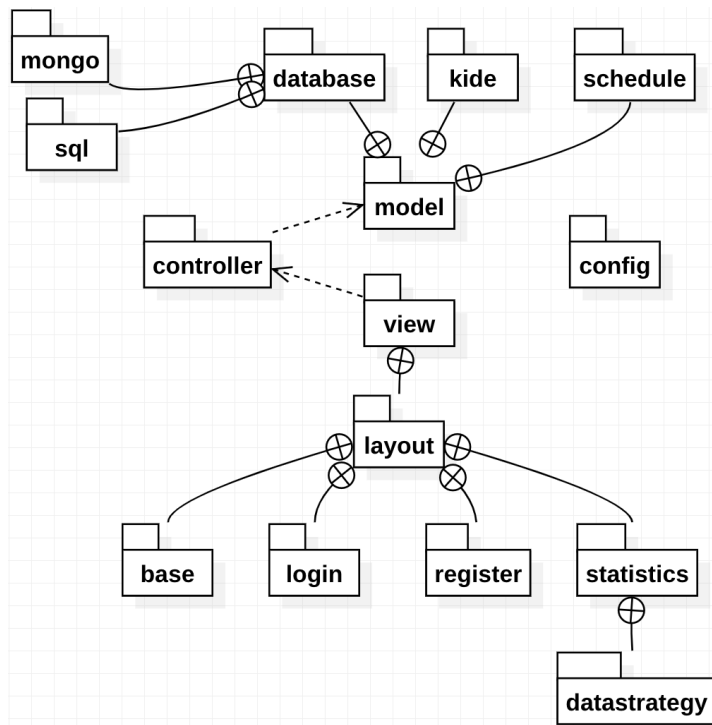 mongo
database
kide
schedule
sql
model
controller
config
view
layout
base
login
register
statistics
datastrategy